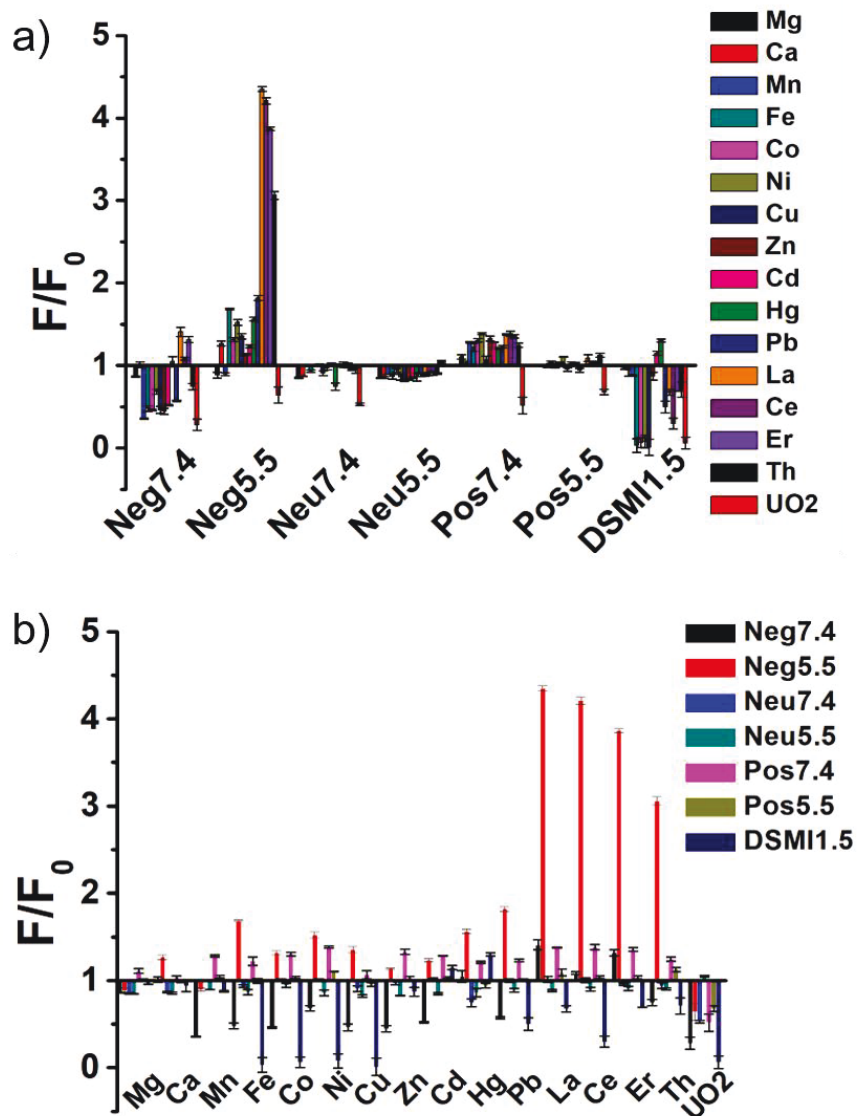 a)
5
4
3
2
1
0
F/F0
Neg7.4
Neg5.5
Neu7.4
Neu5.5
Pos7.4
Pos5.5
DSMI1.5
Mg
Ca
Mn
Fe
Co
Ni
Cu
Zn
Cd
Hg
Pb
La
Ce
Er
Th
UO2
b)
5
4
3
2
1
0
F/F0
Mg
Ca
Mn
Fe
Co
Ni
Cu
Zn
Cd
Hg
Pb
La
Ce
Er
Th
UO2
Neg7.4
Neg5.5
Neu7.4
Neu5.5
Pos7.4
Pos5.5
DSMI1.5